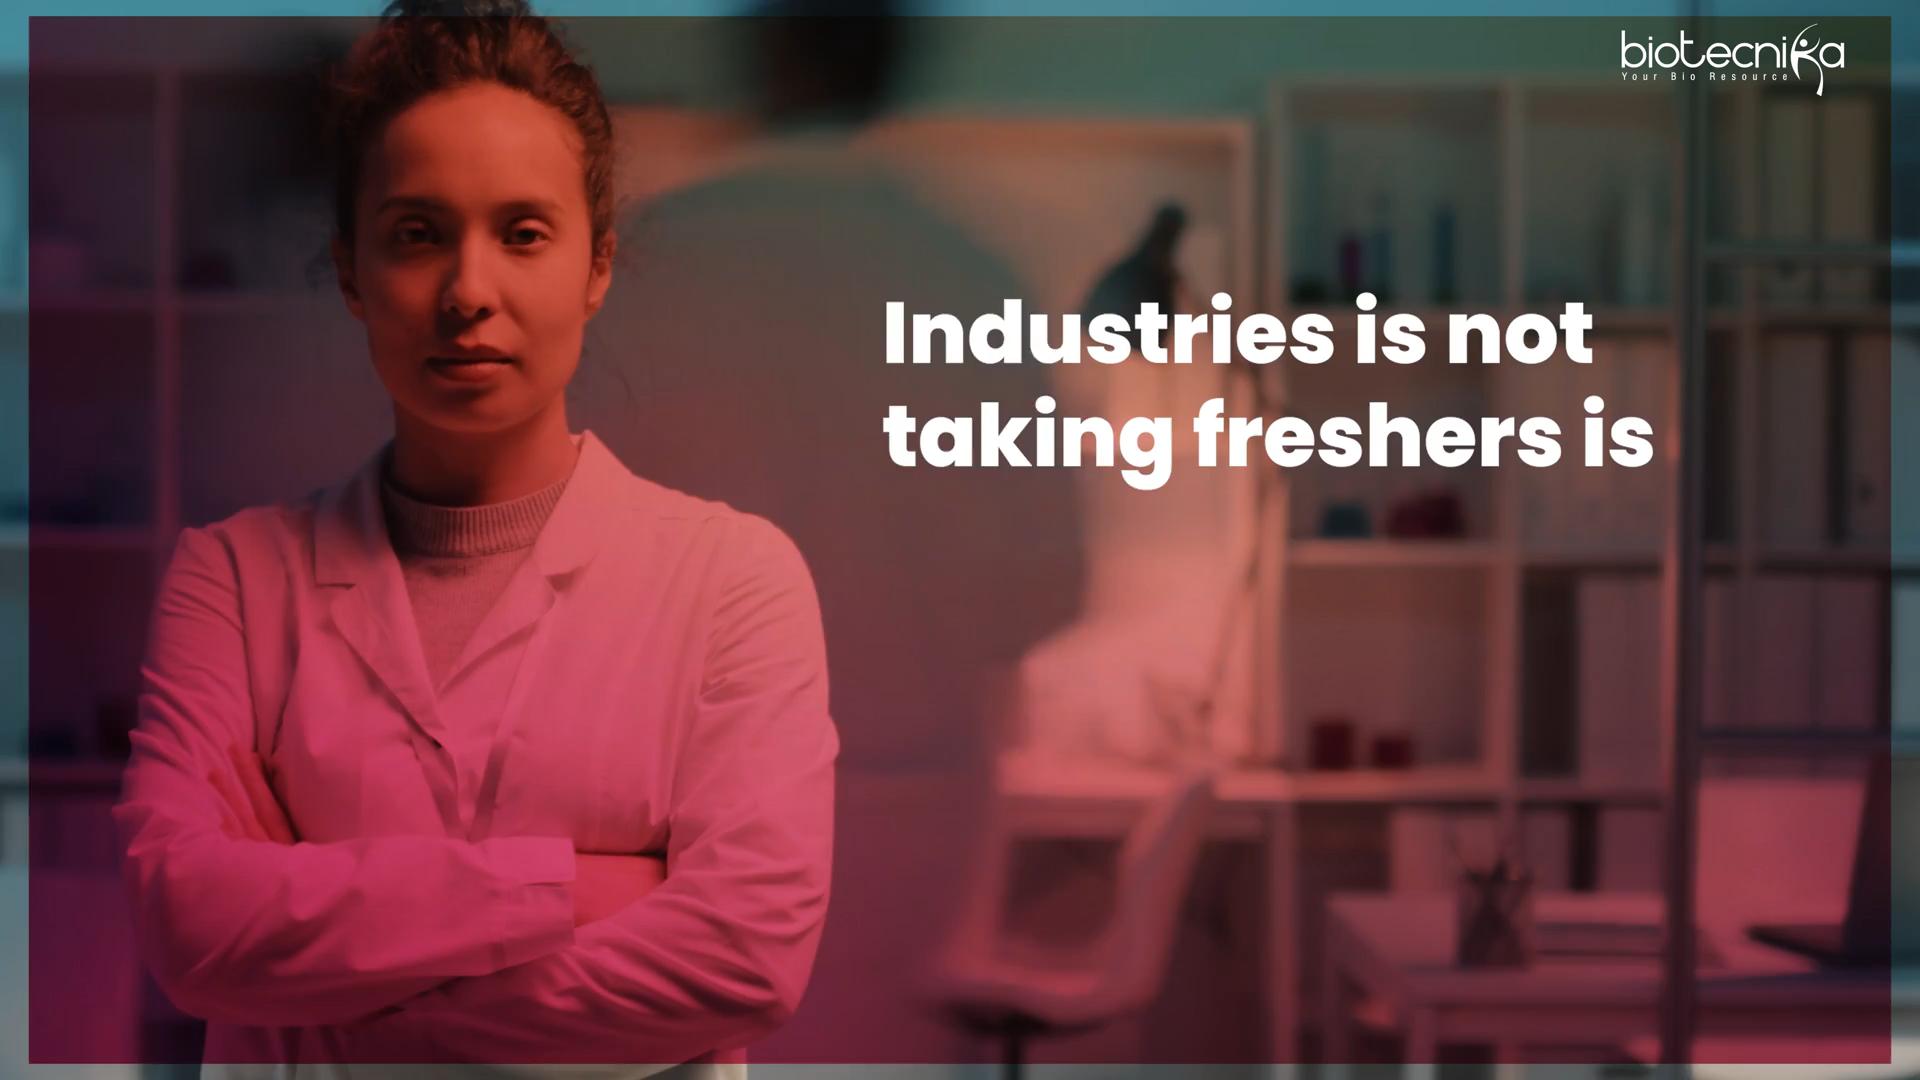 biotecnika
Your Bio Resource
Industries is not
taking freshers is